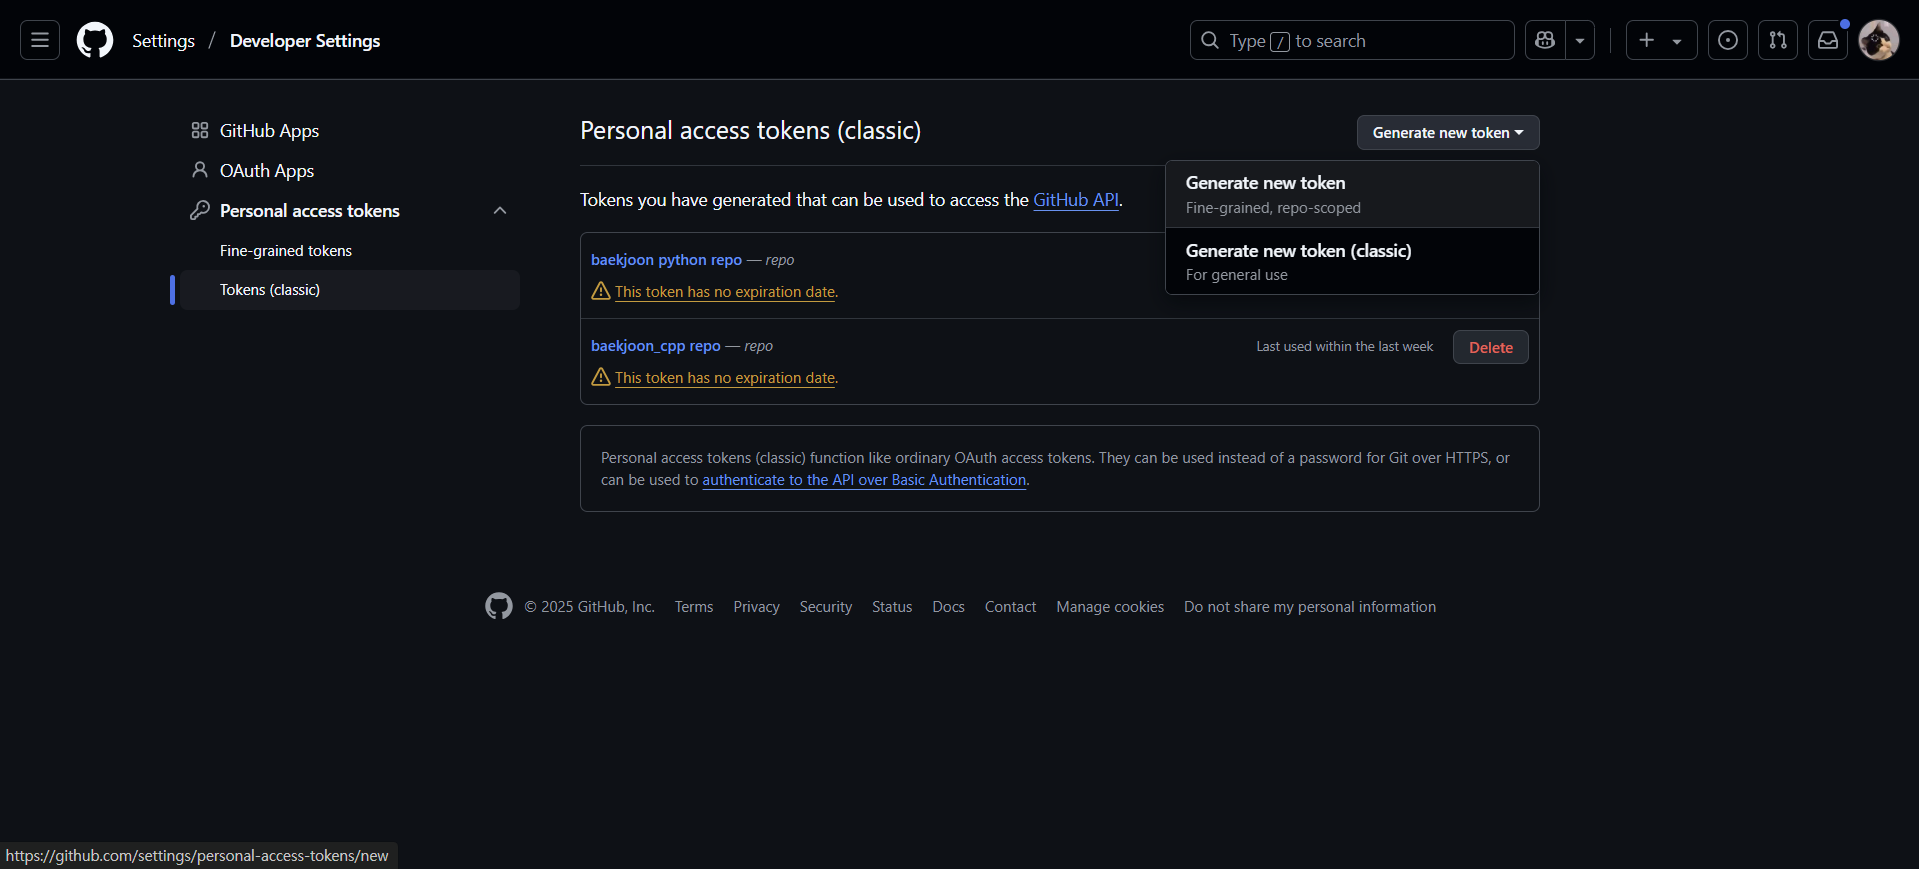 Settings / Developer Settings
Type / to search
GitHub Apps
OAuth Apps
Personal access tokens
Fine-grained tokens
Tokens (classic)
Personal access tokens (classic)
Generate new token
Generate new token
Fine-grained, repo-scoped
Generate new token (classic)
For general use
Tokens you have generated that can be used to access the GitHub API.
baekjoon python repo — repo
This token has no expiration date.
baekjoon_cpp repo — repo
Last used within the last week
Delete
This token has no expiration date.
Personal access tokens (classic) function like ordinary OAuth access tokens. They can be used instead of a password for Git over HTTPS, or
can be used to authenticate to the API over Basic Authentication.
© 2025 GitHub, Inc. Terms Privacy Security Status Docs Contact Manage cookies Do not share my personal information
https://github.com/settings/personal-access-tokens/new